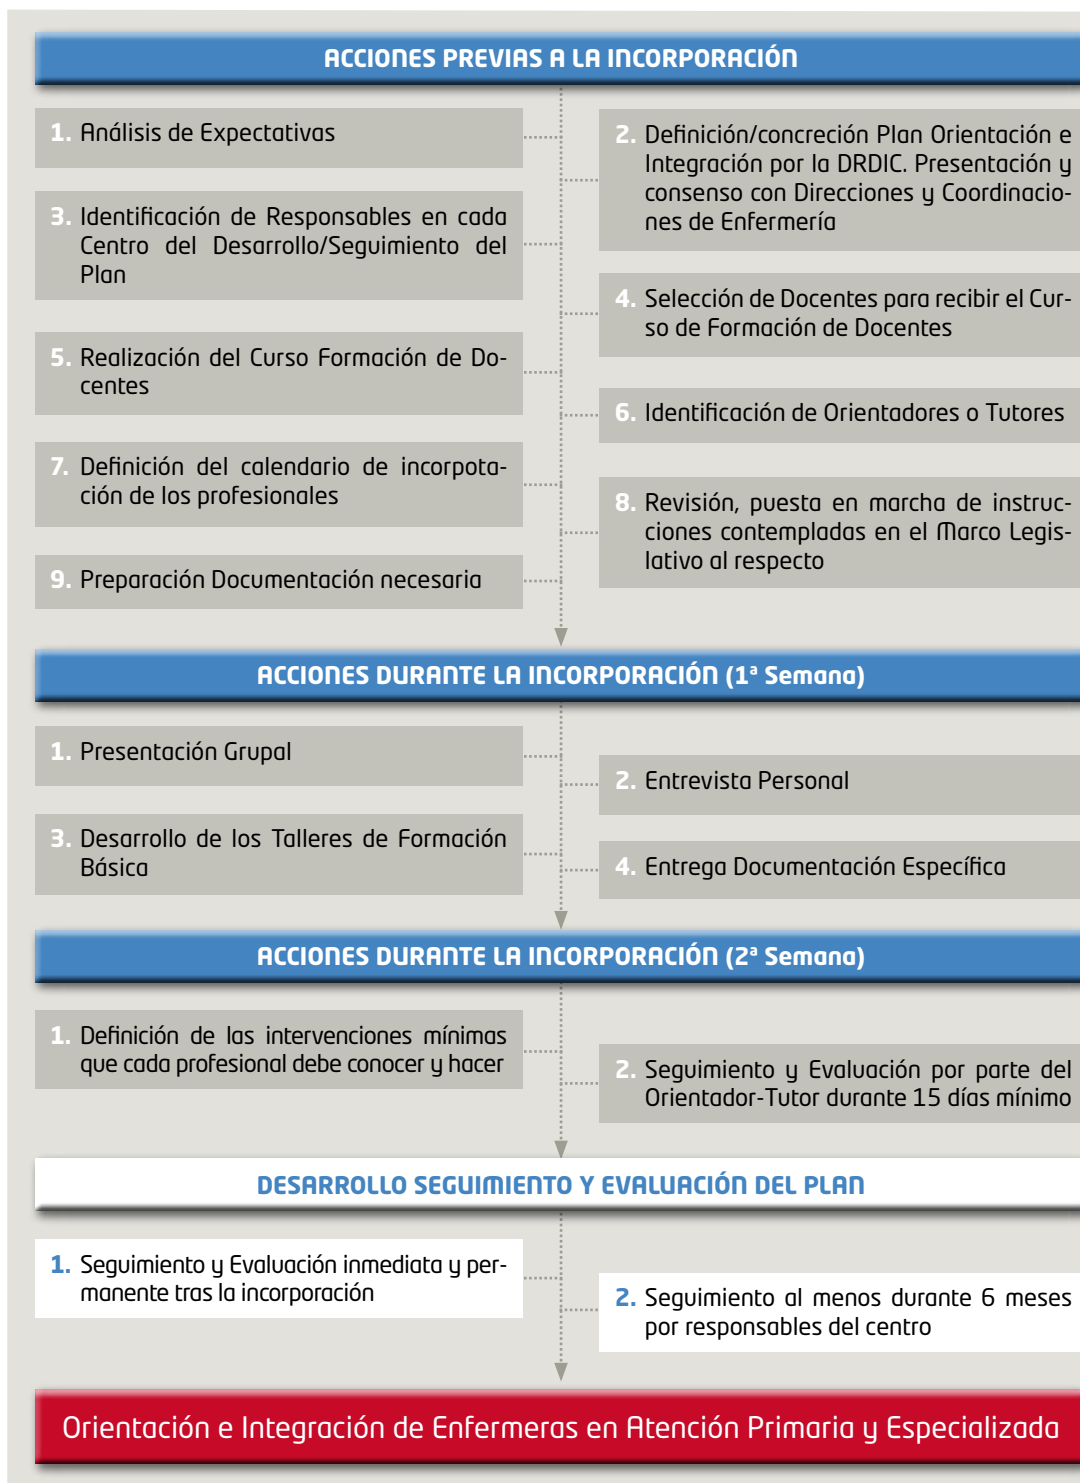 ACCIONES PREVIAS A LA INCORPORACIÓN
1. Análisis de Expectativas
2. Definición/concreción Plan Orientación e
Integración por la DRDIC. Presentación y
consenso con Direcciones y Coordinacio-
nes de Enfermería
3. Identificación de Responsables en cada
Centro del Desarrollo/Seguimiento del
Plan
4. Selección de Docentes para recibir el Cur-
so de Formación de Docentes
5. Realización del Curso Formación de Do-
centes
6. Identificación de Orientadores o Tutores
7. Definición del calendario de incorpota-
ción de los profesionales
8. Revisión, puesta en marcha de instruc-
ciones contempladas en el Marco Legis-
lativo al respecto
9. Preparación Documentación necesaria
ACCIONES DURANTE LA INCORPORACIÓN (1ª Semana)
1. Presentación Grupal
2. Entrevista Personal
3. Desarrollo de los Talleres de Formación
Básica
4. Entrega Documentación Específica
ACCIONES DURANTE LA INCORPORACIÓN (2ª Semana)
1. Definición de las intervenciones mínimas
que cada profesional debe conocer y hacer
2. Seguimiento y Evaluación por parte del
Orientador-Tutor durante 15 días mínimo
DESARROLLO SEGUIMIENTO Y EVALUACIÓN DEL PLAN
1. Seguimiento y Evaluación inmediata y per-
manente tras la incorporación
2. Seguimiento al menos durante 6 meses
por responsables del centro
Orientación e Integración de Enfermeras en Atención Primaria y Especializada